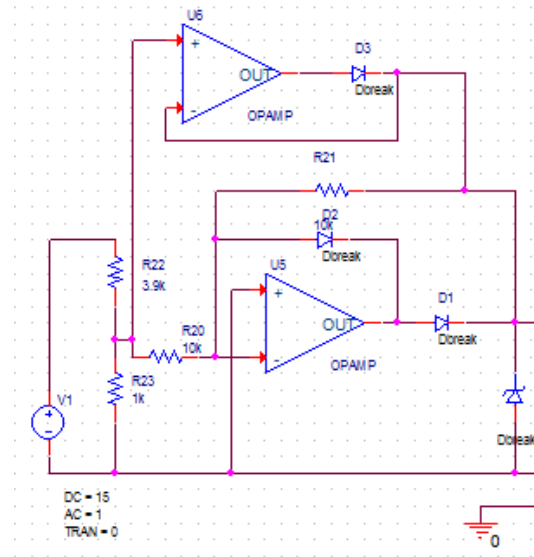 U6
+
OUT
-
OPAMP
D3
Dbreak
R21
10k
D2
Dbreak
U5
+
OUT
-
OPAMP
D1
Dbreak
R22
3.9k
R20
10k
R23
1k
V1
+
-
Dbreak
DC = 15
AC = 1
TRAN = 0
0